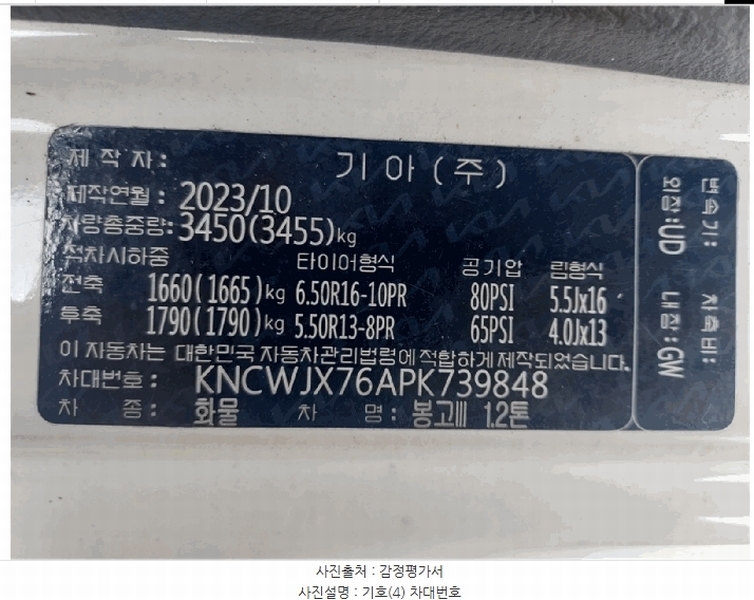 제 작 자 : 기 아 ( 주 )
제작연월 : 2023/10
차량총중량: 3450(3455)kg
적차시하중 타이어형식 공기압 림형식
전축 1660(1665)kg 6.50R16-10PR 80PSI 5.5Jx16
후축 1790(1790)kg 5.50R13-8PR 65PSI 4.0Jx13
이 자동차는 대한민국 자동차관리법령에 적합하게 제작되었습니다.
차대번호 : KNCWJX76APK739848
차 종 : 화물 차 명 : 봉고III 1.2톤
변속기: 차축비:
외장:UD 내장:GW
사진출처 : 감정평가서
사진설명 : 기호(4) 차대번호